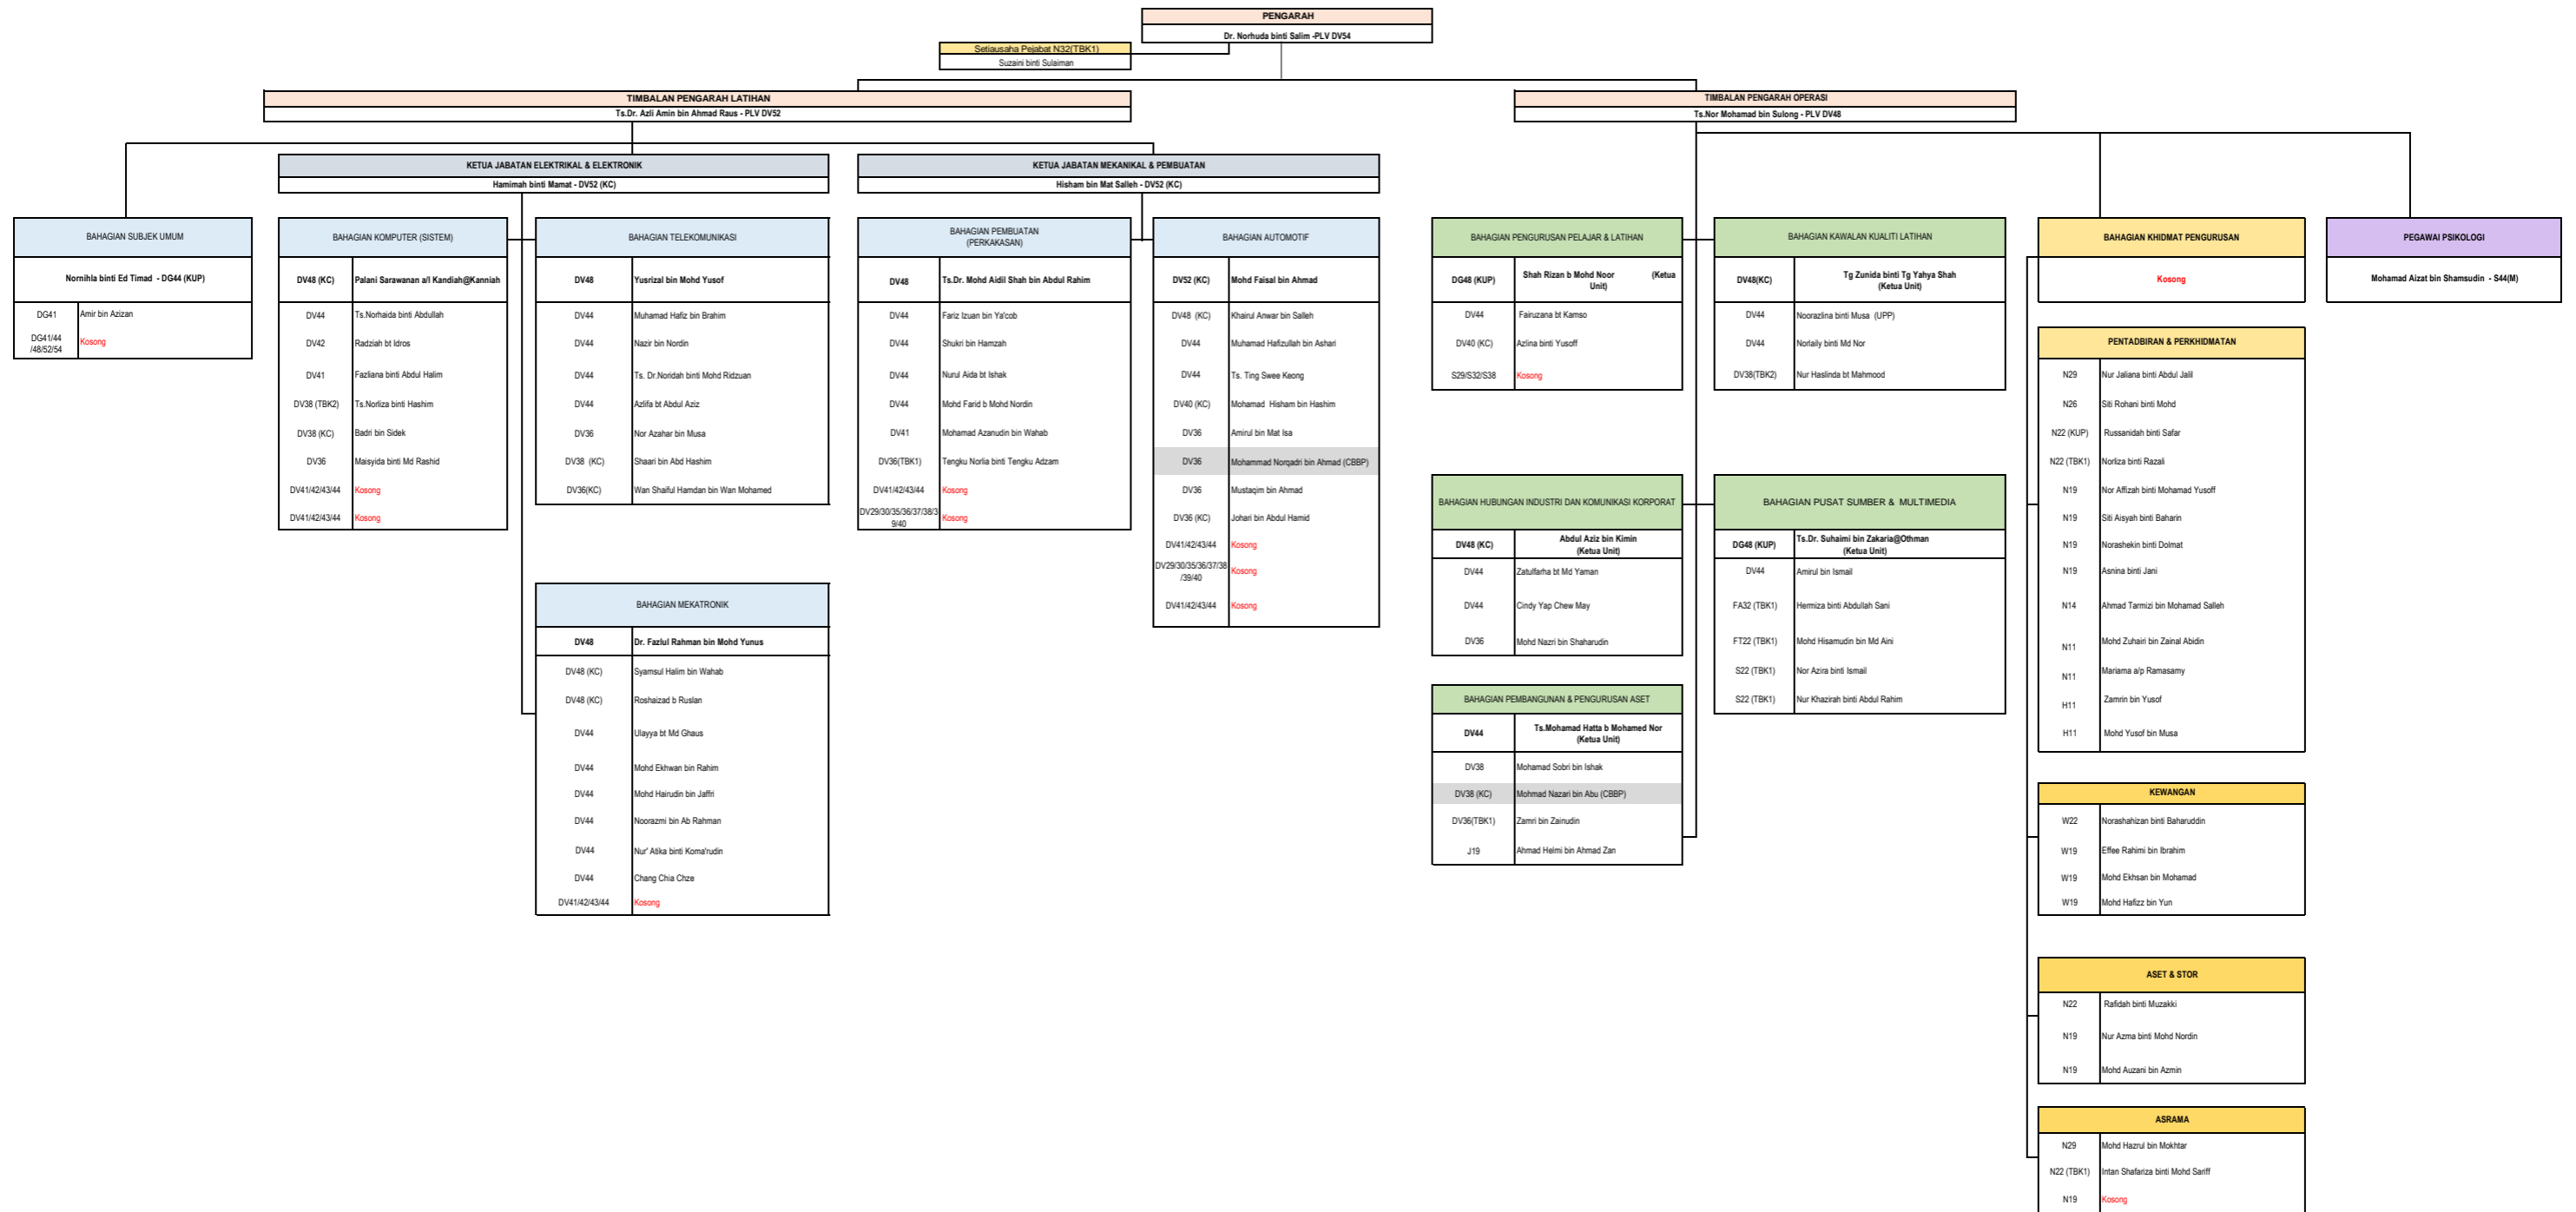 PENGARAH
Dr. Norhuda binti Salim -PLV DV54
Setiausaha Pejabat N32(TBK1)
Suzaini binti Sulaiman
TIMBALAN PENGARAH LATIHAN
Ts.Dr. Azli Amin bin Ahmad Raus - PLV DV52
TIMBALAN PENGARAH OPERASI
Ts.Nor Mohamad bin Sulong - PLV DV48
KETUA JABATAN ELEKTRIKAL & ELEKTRONIK
Hamimah binti Mamat - DV52 (KC)
KETUA JABATAN MEKANIKAL & PEMBUATAN
Hisham bin Mat Salleh - DV52 (KC)
BAHAGIAN SUBJEK UMUM
Nornihla binti Ed Timad - DG44 (KUP)
DG41 Amir bin Azizan
DG41/44
/48/52/54 Kosong
BAHAGIAN KOMPUTER (SISTEM)
DV48 (KC) Palani Sarawanan a/l Kandiah@Kanniah
DV44 Ts.Norhaida binti Abdullah
DV42 Radziah bt Idros
DV41 Fazliana binti Abdul Halim
DV38 (TBK2) Ts.Norliza binti Hashim
DV38 (KC) Badri bin Sidek
DV36 Maisyida binti Md Rashid
DV41/42/43/44 Kosong
DV41/42/43/44 Kosong
BAHAGIAN TELEKOMUNIKASI
DV48 Yusrizal bin Mohd Yusof
DV44 Muhamad Hafiz bin Brahim
DV44 Nazir bin Nordin
DV44 Ts. Dr.Noridah binti Mohd Ridzuan
DV44 Azlifa bt Abdul Aziz
DV36 Nor Azahar bin Musa
DV38 (KC) Shaari bin Abd Hashim
DV36(KC) Wan Shaiful Hamdan bin Wan Mohamed
BAHAGIAN MEKATRONIK
DV48 Dr. Fazlul Rahman bin Mohd Yunus
DV48 (KC) Syamsul Halim bin Wahab
DV48 (KC) Roshaizad b Ruslan
DV44 Ulayya bt Md Ghaus
DV44 Mohd Ekhwan bin Rahim
DV44 Mohd Hairudin bin Jaffri
DV44 Noorazmi bin Ab Rahman
DV44 Nur' Atika binti Koma'rudin
DV44 Chang Chia Chze
DV41/42/43/44 Kosong
BAHAGIAN PEMBUATAN
(PERKAKASAN)
DV48 Ts.Dr. Mohd Aidil Shah bin Abdul Rahim
DV44 Fariz Izuan bin Ya'cob
DV44 Shukri bin Hamzah
DV44 Nurul Aida bt Ishak
DV44 Mohd Farid b Mohd Nordin
DV41 Mohamad Azanudin bin Wahab
DV36(TBK1) Tengku Norlia binti Tengku Adzam
DV41/42/43/44 Kosong
DV29/30/35/36/37/38/3
9/40 Kosong
BAHAGIAN AUTOMOTIF
DV52 (KC) Mohd Faisal bin Ahmad
DV48 (KC) Khairul Anwar bin Salleh
DV44 Muhamad Hafizullah bin Ashari
DV44 Ts. Ting Swee Keong
DV40 (KC) Mohamad Hisham bin Hashim
DV36 Amirul bin Mat Isa
DV36 Mohammad Norqadri bin Ahmad (CBBP)
DV36 Mustaqim bin Ahmad
DV36 (KC) Johari bin Abdul Hamid
DV41/42/43/44 Kosong
DV29/30/35/36/37/38
/39/40 Kosong
DV41/42/43/44 Kosong
BAHAGIAN PENGURUSAN PELAJAR & LATIHAN
DG48 (KUP) Shah Rizan b Mohd Noor (Ketua
Unit)
DV44 Fairuzana bt Kamso
DV40 (KC) Azlina binti Yusoff
S29/S32/S38 Kosong
BAHAGIAN KAWALAN KUALITI LATIHAN
DV48(KC) Tg Zunida binti Tg Yahya Shah
(Ketua Unit)
DV44 Noorazlina binti Musa (UPP)
DV44 Norlaily binti Md Nor
DV38(TBK2) Nur Haslinda bt Mahmood
BAHAGIAN HUBUNGAN INDUSTRI DAN KOMUNIKASI KORPORAT
DV48 (KC) Abdul Aziz bin Kimin
(Ketua Unit)
DV44 Zatulfarha bt Md Yaman
DV44 Cindy Yap Chew May
DV36 Mohd Nazri bin Shaharudin
BAHAGIAN PUSAT SUMBER & MULTIMEDIA
DG48 (KUP) Ts.Dr. Suhaimi bin Zakaria@Othman
(Ketua Unit)
DV44 Amirul bin Ismail
FA32 (TBK1) Hermiza binti Abdullah Sani
FT22 (TBK1) Mohd Hisamudin bin Md Aini
S22 (TBK1) Nor Azira binti Ismail
S22 (TBK1) Nur Khazirah binti Abdul Rahim
BAHAGIAN PEMBANGUNAN & PENGURUSAN ASET
DV44 Ts.Mohamad Hatta b Mohamed Nor
(Ketua Unit)
DV38 Mohamad Sobri bin Ishak
DV38 (KC) Mohmad Nazari bin Abu (CBBP)
DV36(TBK1) Zamri bin Zainudin
J19 Ahmad Helmi bin Ahmad Zan
BAHAGIAN KHIDMAT PENGURUSAN
Kosong
PENTADBIRAN & PERKHIDMATAN
N29 Nur Jaliana binti Abdul Jalil
N26 Siti Rohani binti Mohd
N22 (KUP) Russanidah binti Safar
N22 (TBK1) Norliza binti Razali
N19 Nor Affizah binti Mohamad Yusoff
N19 Siti Aisyah binti Baharin
N19 Norashekin binti Dolmat
N19 Asnina binti Jani
N14 Ahmad Tarmizi bin Mohamad Salleh
N11 Mohd Zuhairi bin Zainal Abidin
N11 Mariama a/p Ramasamy
H11 Zamrin bin Yusof
H11 Mohd Yusof bin Musa
KEWANGAN
W22 Norashahizan binti Baharuddin
W19 Effee Rahimi bin Ibrahim
W19 Mohd Ekhsan bin Mohamad
W19 Mohd Hafizz bin Yun
ASET & STOR
N22 Rafidah binti Muzakki
N19 Nur Azma binti Mohd Nordin
N19 Mohd Auzani bin Azmin
ASRAMA
N29 Mohd Hazrul bin Mokhtar
N22 (TBK1) Intan Shafariza binti Mohd Sariff
N19 Kosong
PEGAWAI PSIKOLOGI
Mohamad Aizat bin Shamsudin - S44(M)